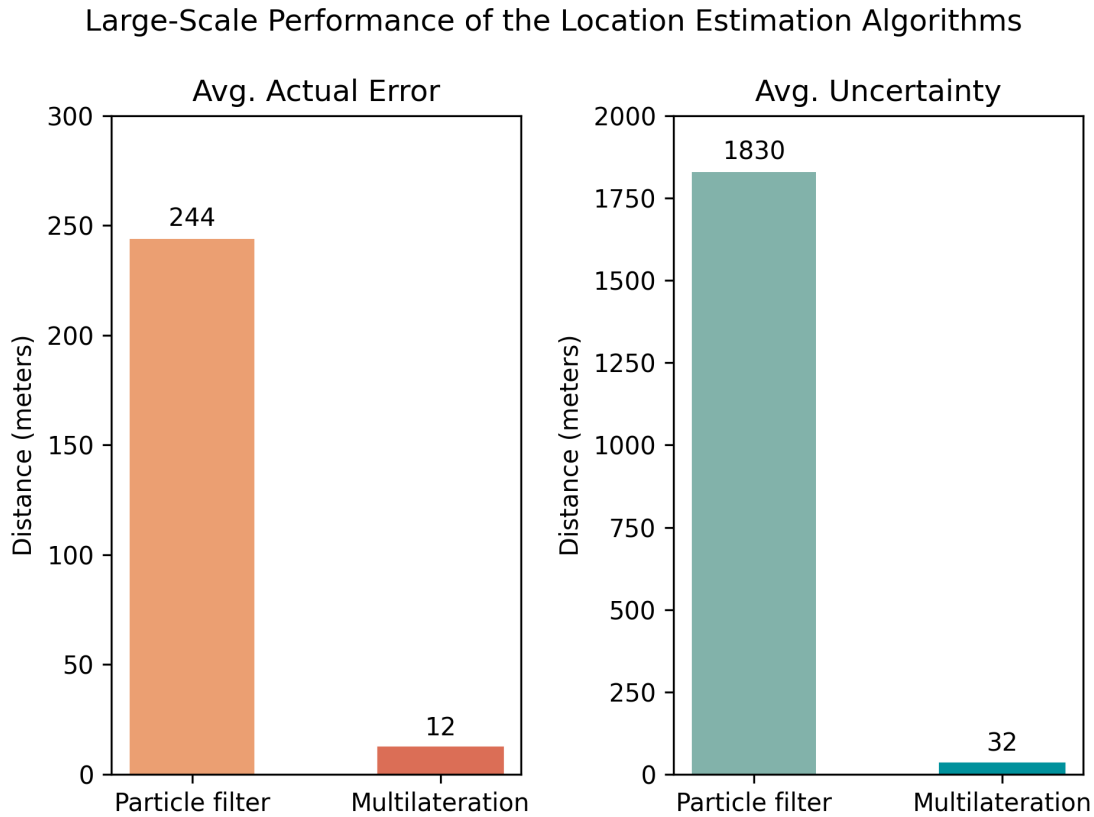 Large-Scale Performance of the Location Estimation Algorithms
Avg. Actual Error
300
250
200
150
100
50
0
Distance (meters)
244
12
Particle filter
Multilateration
Avg. Uncertainty
2000
1750
1500
1250
1000
750
500
250
0
Distance (meters)
1830
32
Particle filter
Multilateration